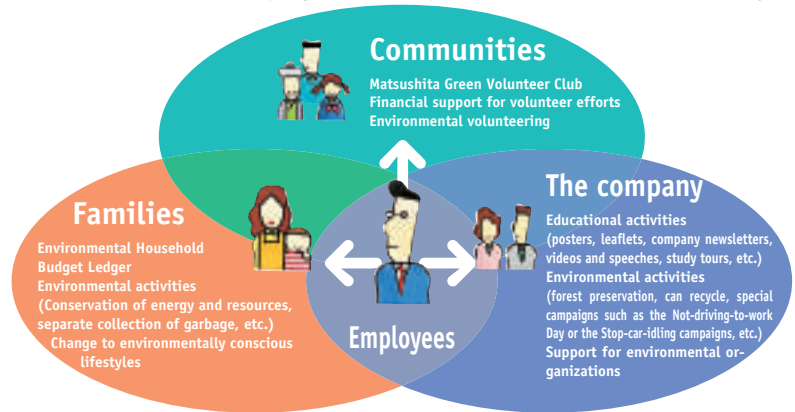 Communities
Matsushita Green Volunteer Club
Financial support for volunteer efforts
Environmental volunteering
Families
Environmental Household
Budget Ledger
Environmental activities
(Conservation of energy and resources,
separate collection of garbage, etc.)
Change to environmentally conscious
lifestyles
Employees
The company
Educational activities
(posters, leaflets, company newsletters,
videos and speeches, study tours, etc.)
Environmental activities
(forest preservation, can recycle, special
campaigns such as the Not-driving-to-work
Day or the Stop-car-idling campaigns, etc.)
Support for environmental or-
ganizations